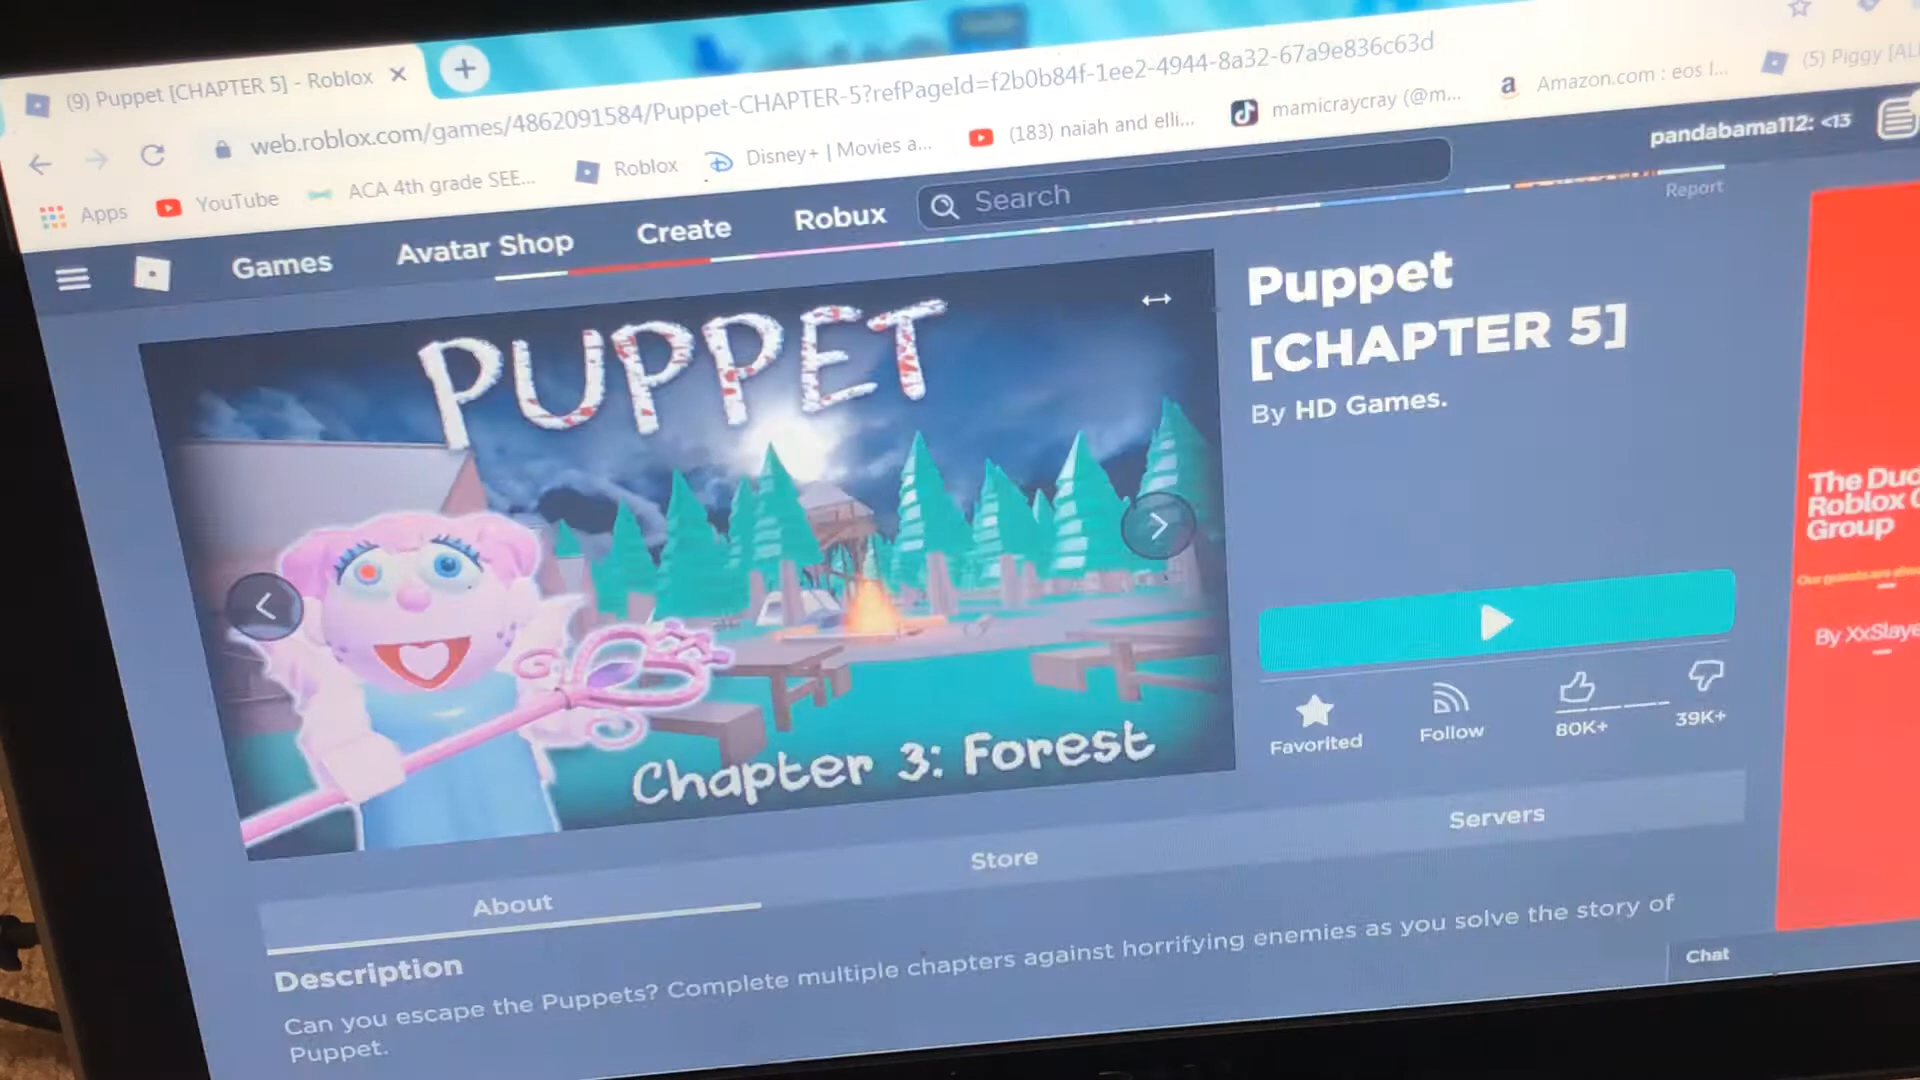 (9) Puppet [CHAPTER 5] - Roblox
web.roblox.com/games/4862091584/Puppet-CHAPTER-5?refPageId=f2b0b84f-1ee2-4944-8a32-67a9e836c63d
Apps
YouTube
ACA 4th grade SEE...
Roblox
Disney+ | Movies a...
(183) naiah and elli...
mamicraycray (@m...
Amazon.com : eos l...
(5) Piggy [AL
Games
Avatar Shop
Create
Robux
Search
pandabama112: <13
Report
PUPPET
Chapter 3: Forest
Puppet
[CHAPTER 5]
By HD Games.
Favorited
Follow
80K+
39K+
About
Store
Servers
Description
Can you escape the Puppets? Complete multiple chapters against horrifying enemies as you solve the story of
Puppet.
Chat
The Dud
Roblox
Group
By XxSlaye